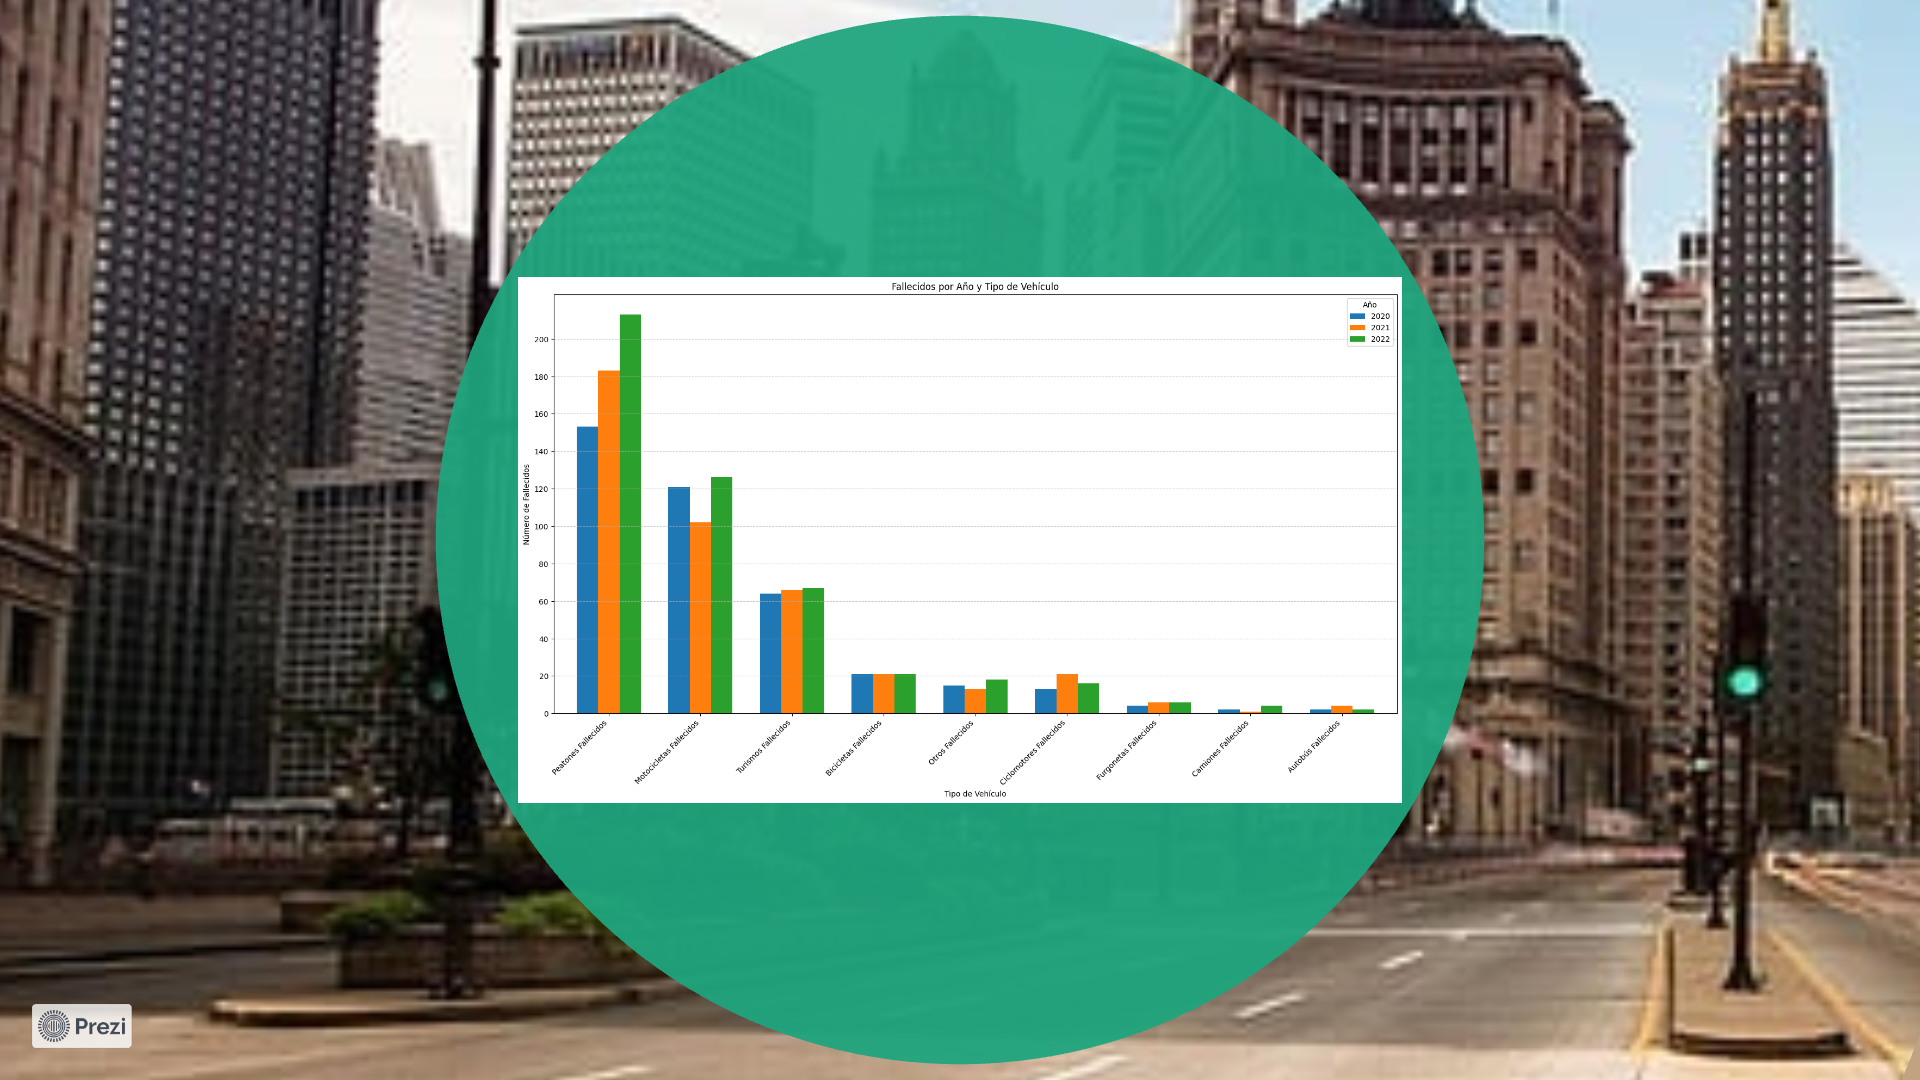 Fallecidos por Año y Tipo de Vehículo
Año
2020
2021
2022
Número de Fallecidos
200
180
160
140
120
100
80
60
40
20
0
Peatones Fallecidos
Motocicletas Fallecidos
Turismos Fallecidos
Bicicletas Fallecidos
Otros Fallecidos
Ciclomotores Fallecidos
Furgonetas Fallecidos
Camiones Fallecidos
Autobús Fallecidos
Tipo de Vehículo
Prezi